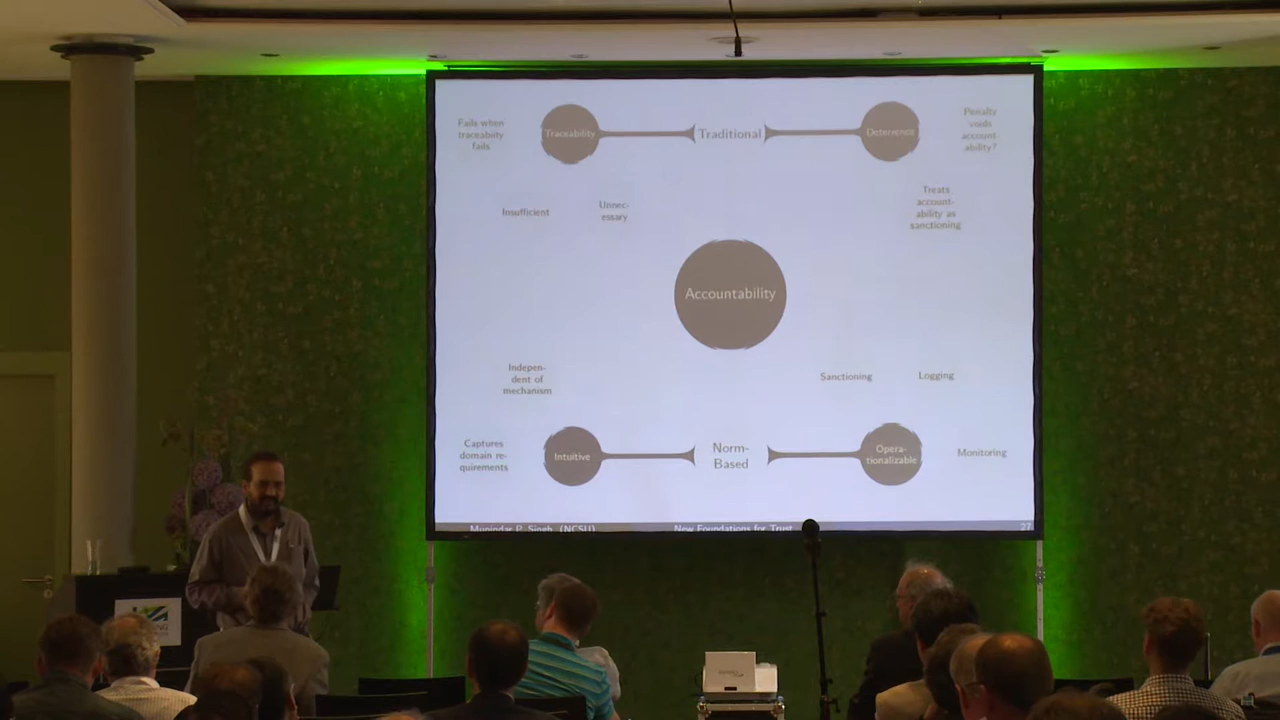 Fails when
traceabiity
fails
Traceability
Traditional
Deterrence
Penalty
voids
account-
ability?
Insufficient
Unnec-
essary
Treats
account-
ability as
sanctioning
Accountability
Indepen-
dent of
mechanism
Sanctioning
Logging
Captures
domain re-
quirements
Intuitive
Norm-
Based
Opera-
tionalizable
Monitoring
Munindar P. Singh (NCSU)
New Foundations for Trust
27